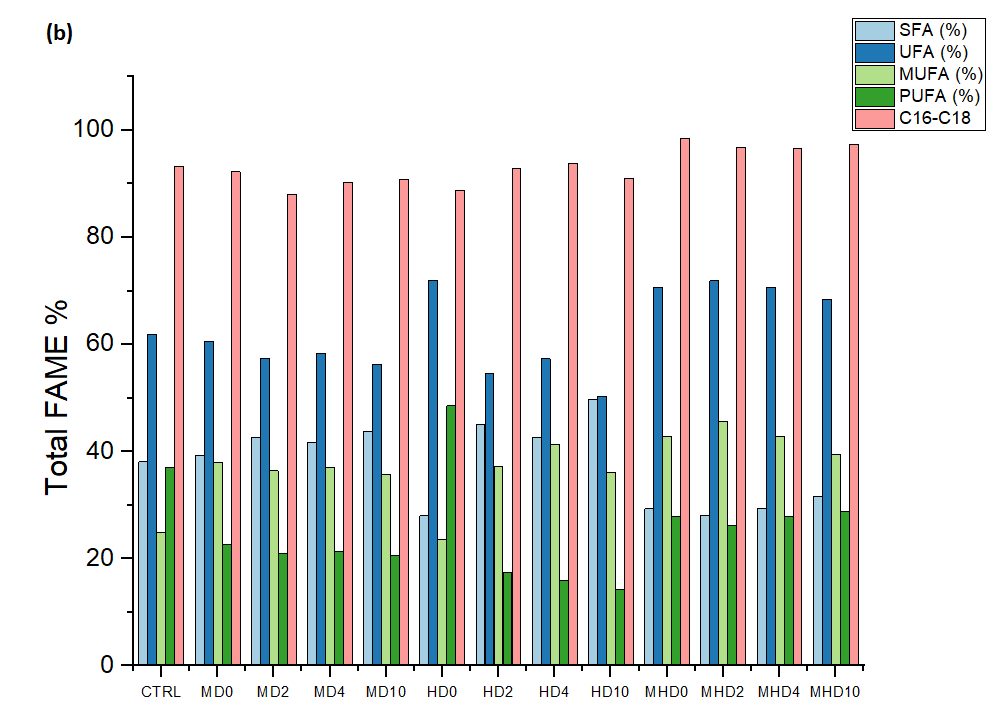 (b)
SFA (%)
UFA (%)
MUFA (%)
PUFA (%)
C16-C18
Total FAME %
100
80
60
40
20
0
CTRL MD0 MD2 MD4 MD10 HD0 HD2 HD4 HD10 MHD0 MHD2 MHD4 MHD10